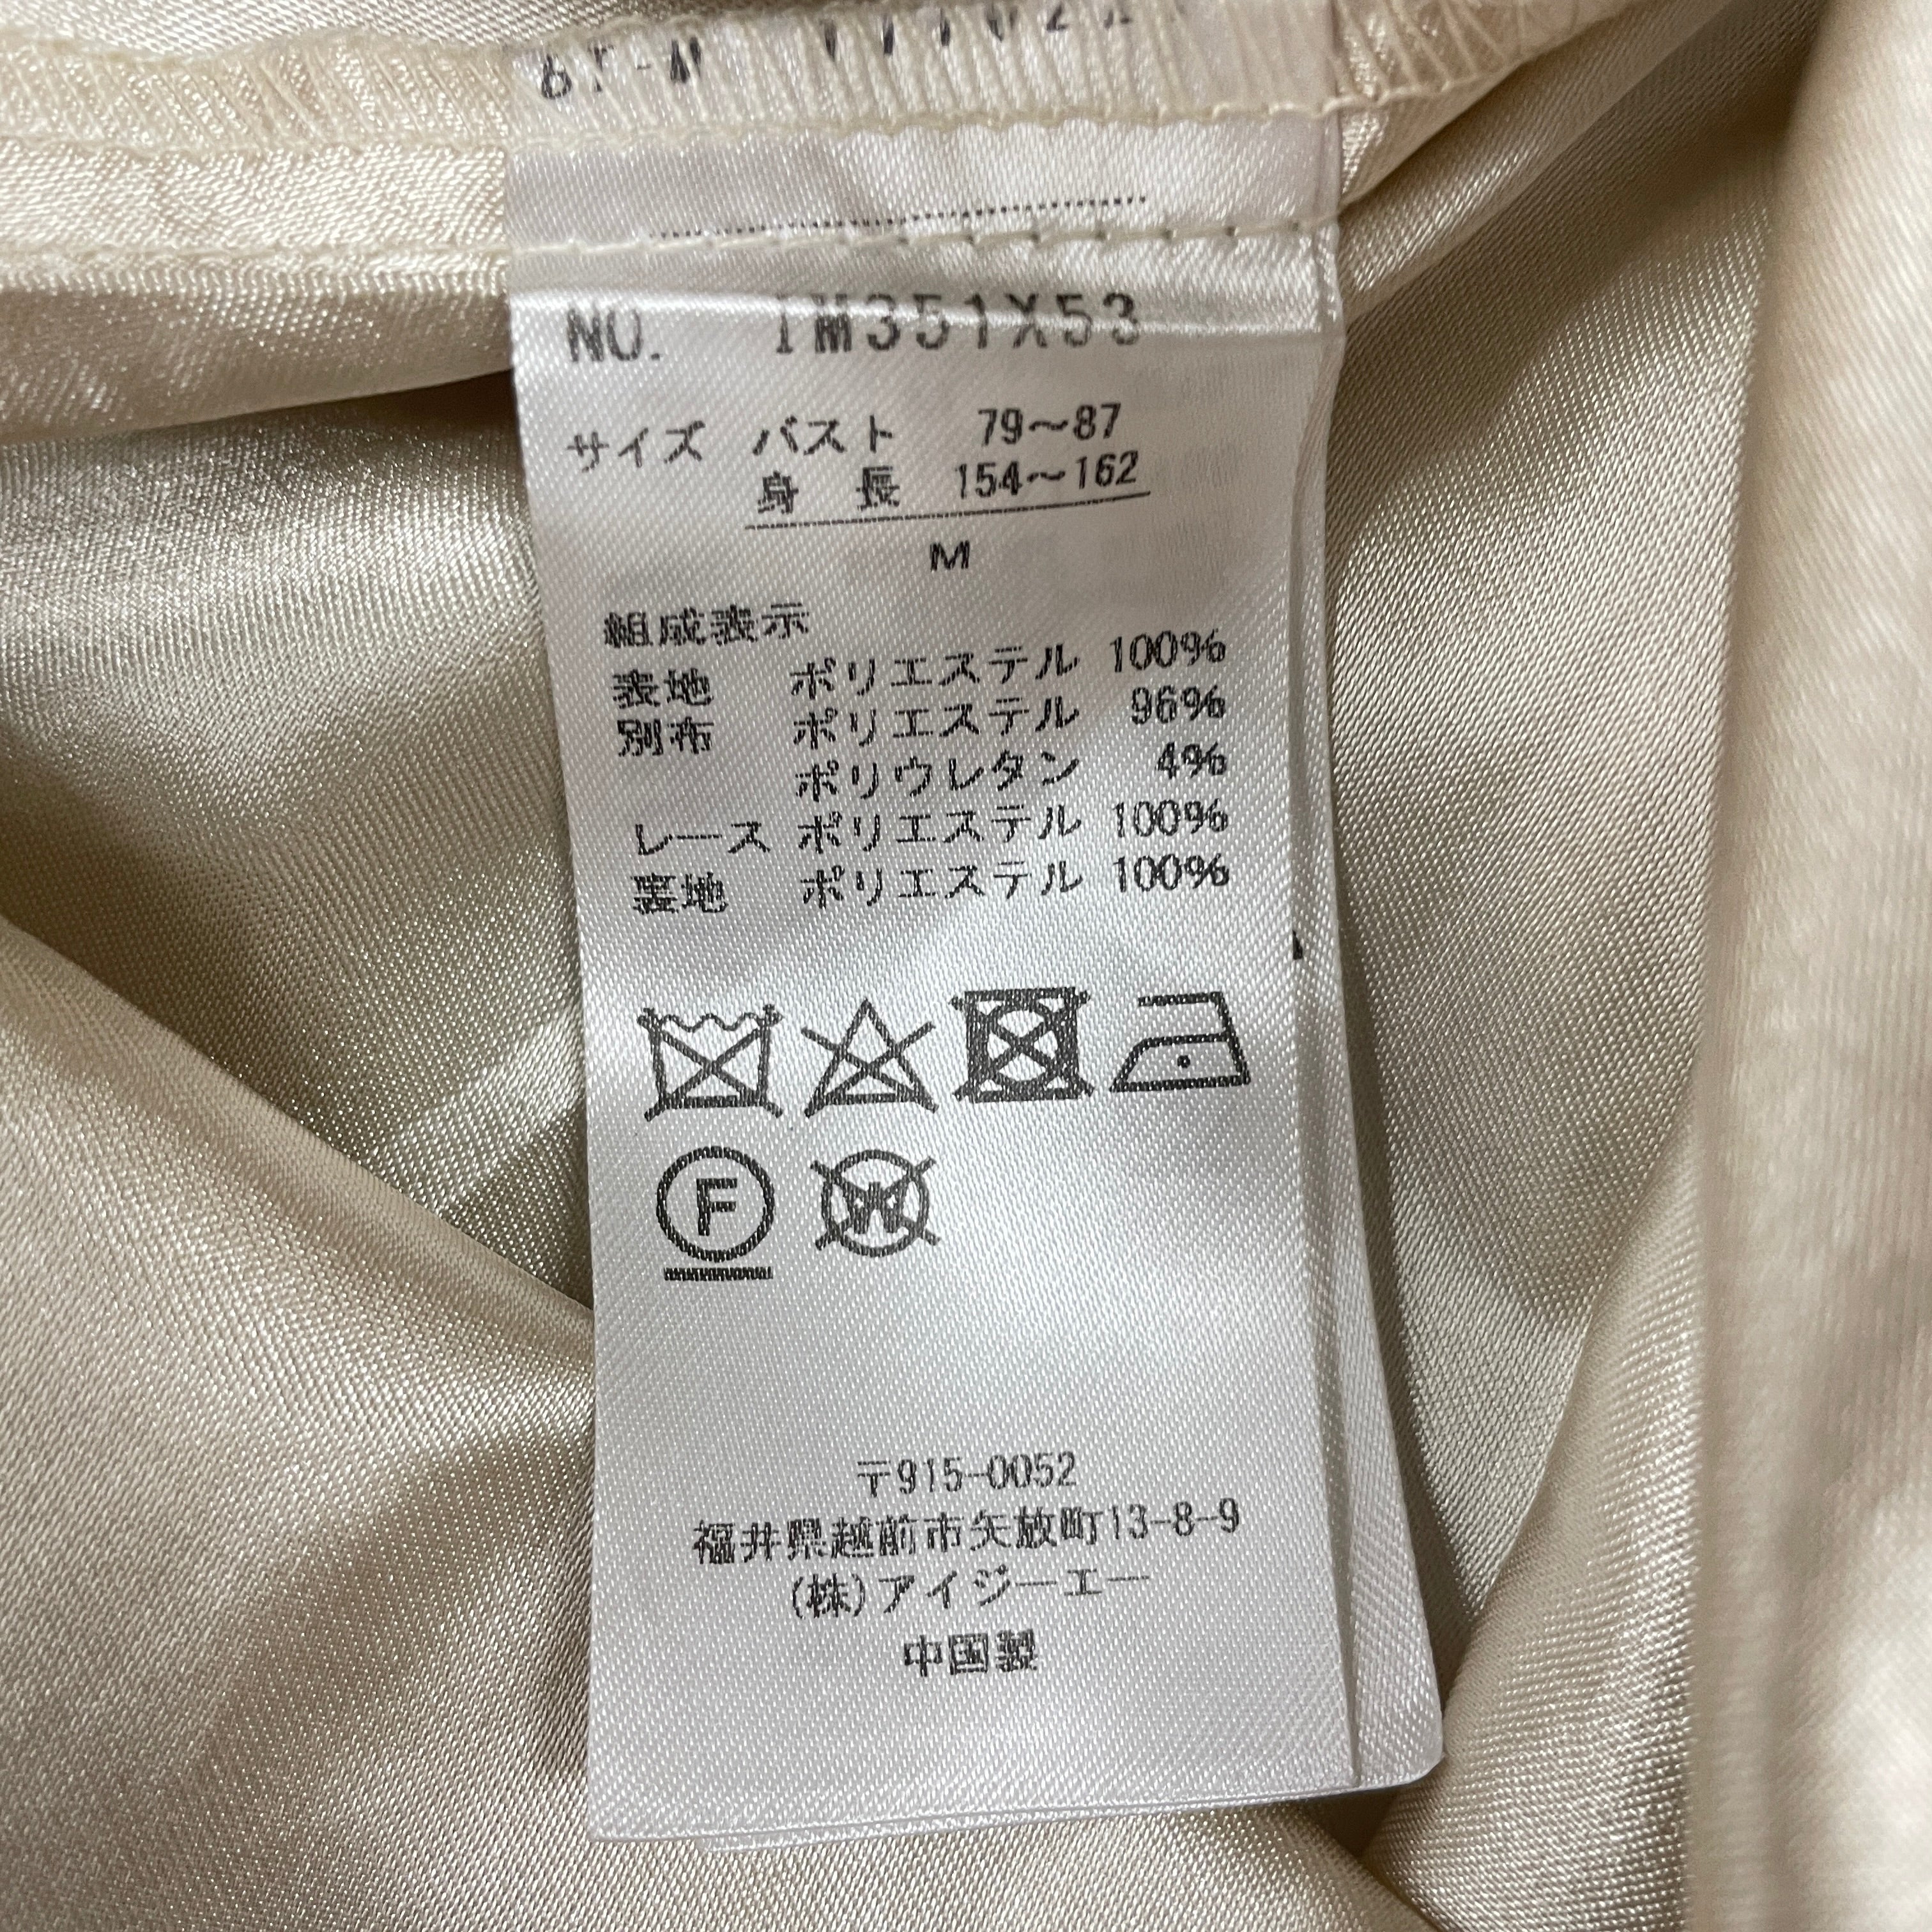 NO. IM351X53
サイズ バスト 79～87
身 長 154～162
M
組成表示
表地 ポリエステル 100%
別布 ポリエステル 96%
ポリウレタン 4%
レース ポリエステル 100%
裏地 ポリエステル 100%
F W
〒915-0052
福井県越前市矢放町13-8-9
(株)アイジーエー
中国製